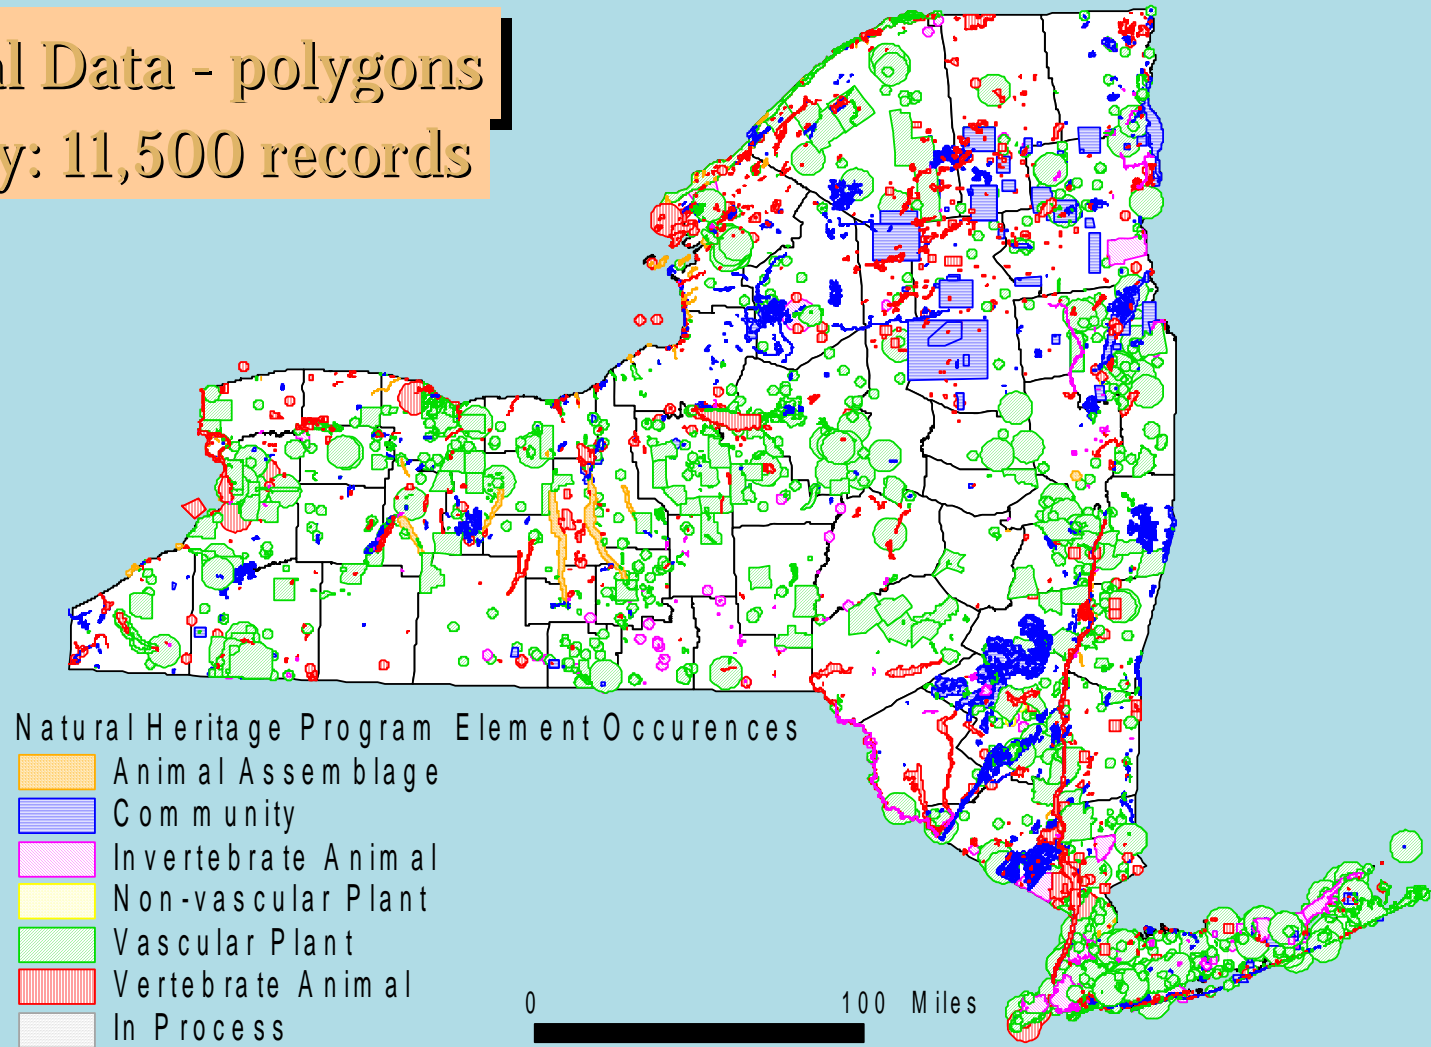 l Data - polygons
y: 11,500 records
Natural Heritage Program Element Occurences
Animal Assemblage
Community
Invertebrate Animal
Non-vascular Plant
Vascular Plant
Vertebrate Animal
In Process
0 100 Miles